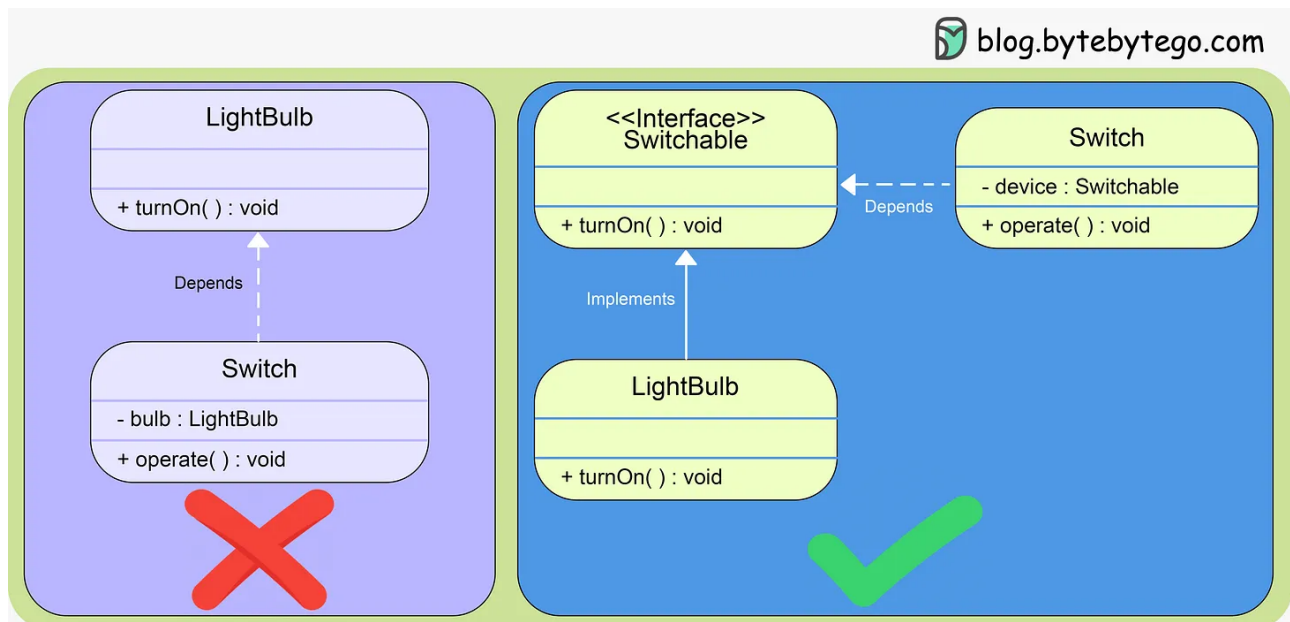 blog.bytebytego.com
LightBulb
+ turnOn( ) : void
Depends
Switch
- bulb : LightBulb
+ operate( ) : void
<<Interface>>
Switchable
+ turnOn( ) : void
Depends
Switch
- device : Switchable
+ operate( ) : void
Implements
LightBulb
+ turnOn( ) : void